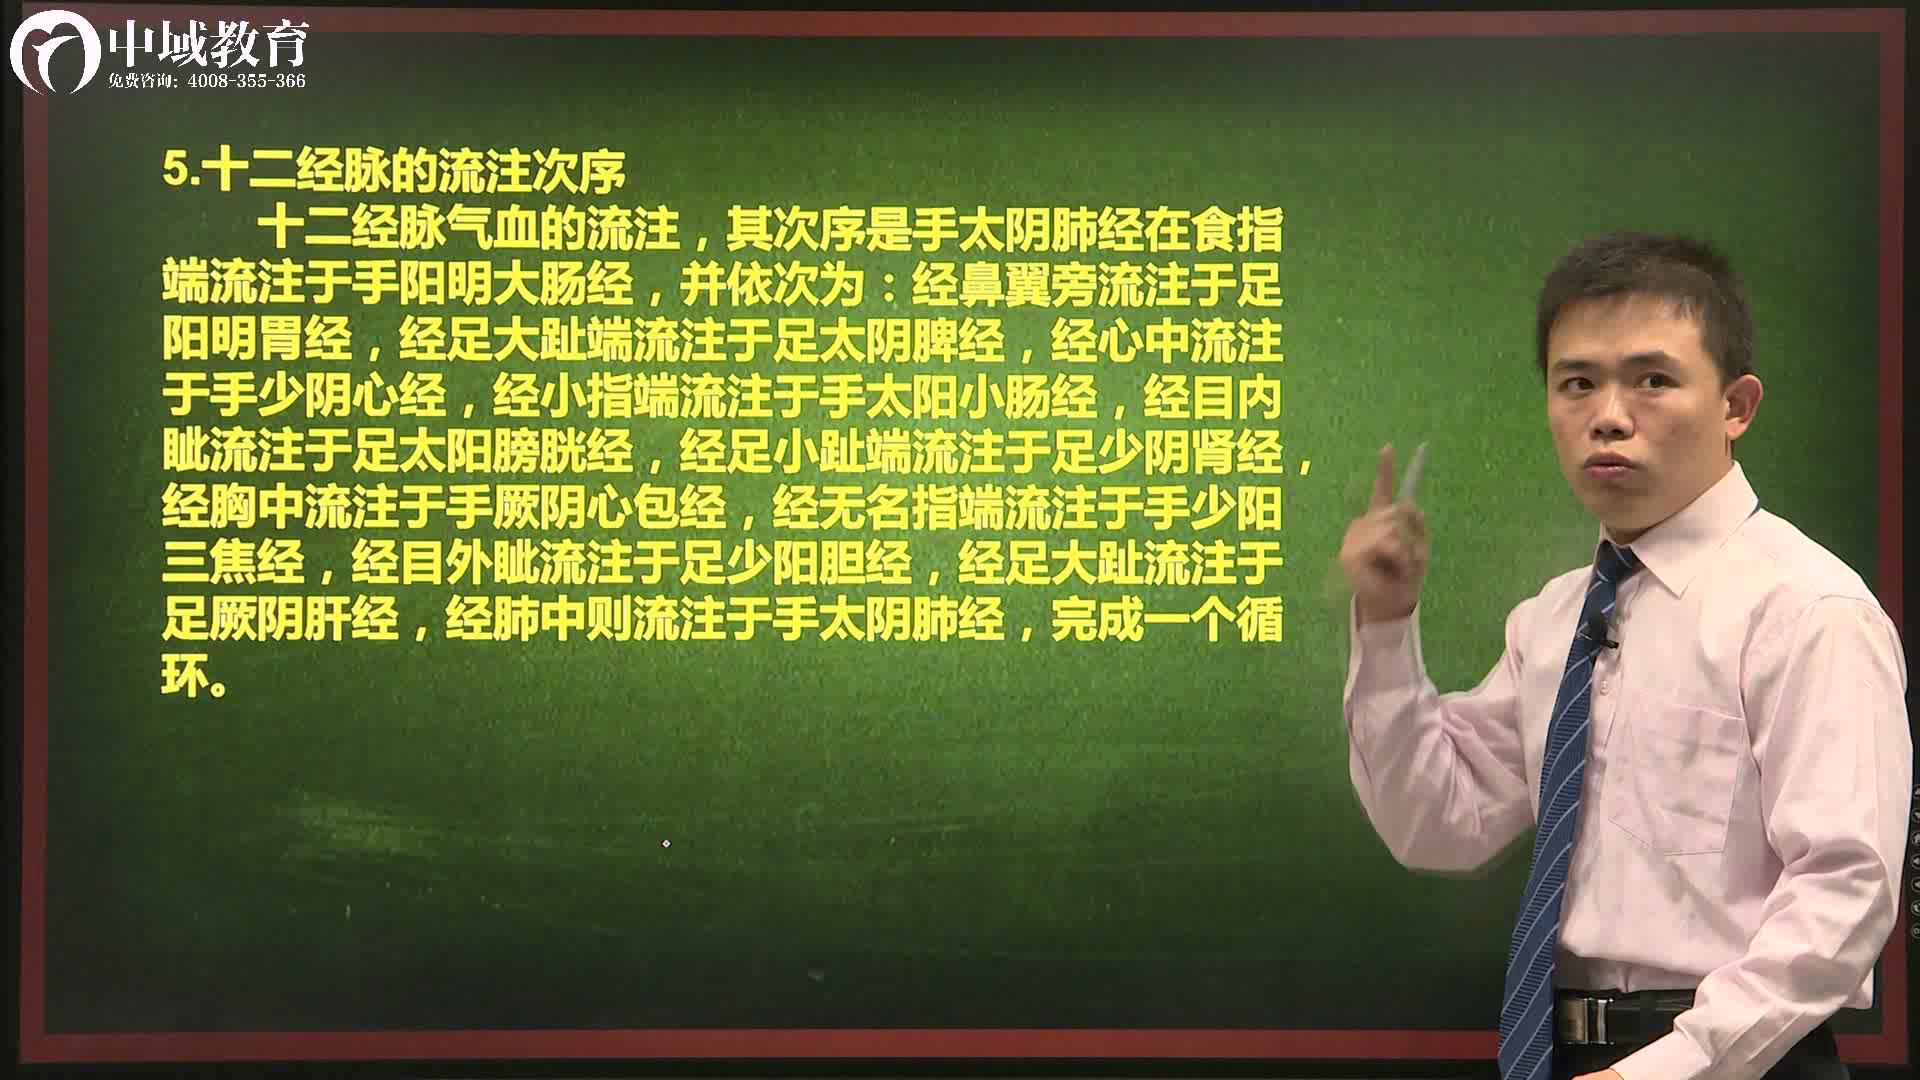 中域教育
免费咨询：4008-355-366
5.十二经脉的流注次序
十二经脉气血的流注，其次序是手太阴肺经在食指
端流注于手阳明大肠经，并依次为：经鼻翼旁流注于足
阳明胃经，经足大趾端流注于足太阴脾经，经心中流注
于手少阴心经，经小指端流注于手太阳小肠经，经目内
眦流注于足太阳膀胱经，经足小趾端流注于足少阴肾经，
经胸中流注于手厥阴心包经，经无名指端流注于手少阳
三焦经，经目外眦流注于足少阳胆经，经足大趾流注于
足厥阴肝经，经肺中则流注于手太阴肺经，完成一个循
环。